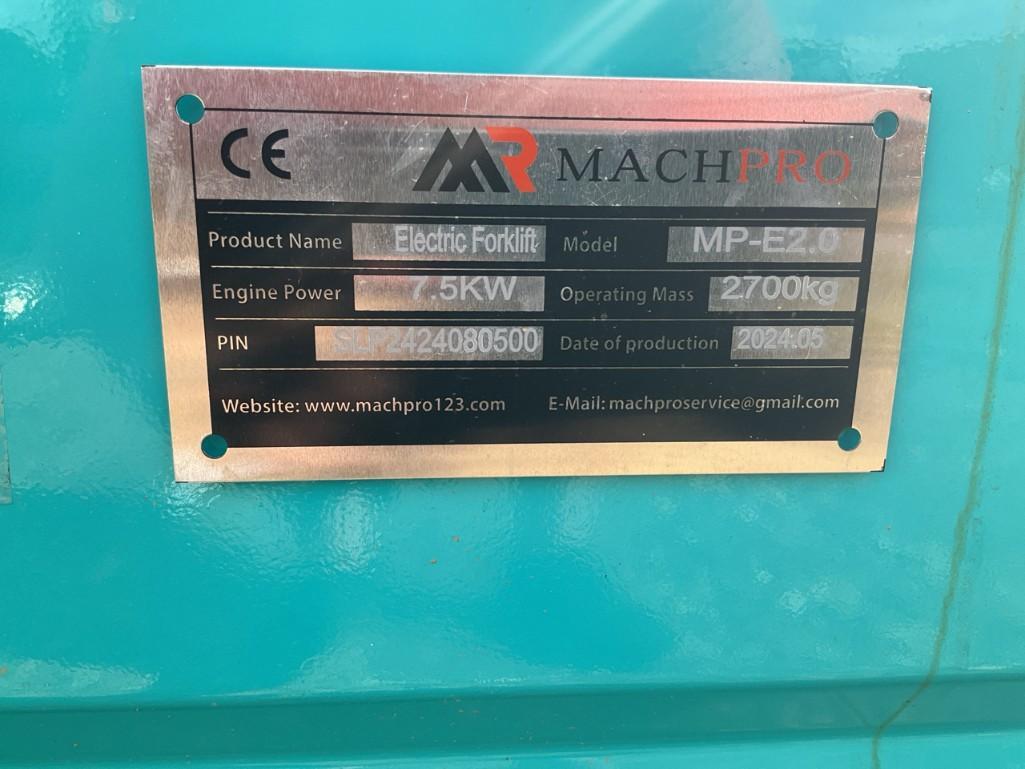 CE MACHPRO
Product Name Electric Forklift Model MP-E2.0
Engine Power 7.5KW Operating Mass 2700kg
PIN SLP2424080500 Date of production 2024.05
Website: www.machpro123.com E-Mail: machproservice@gmail.com